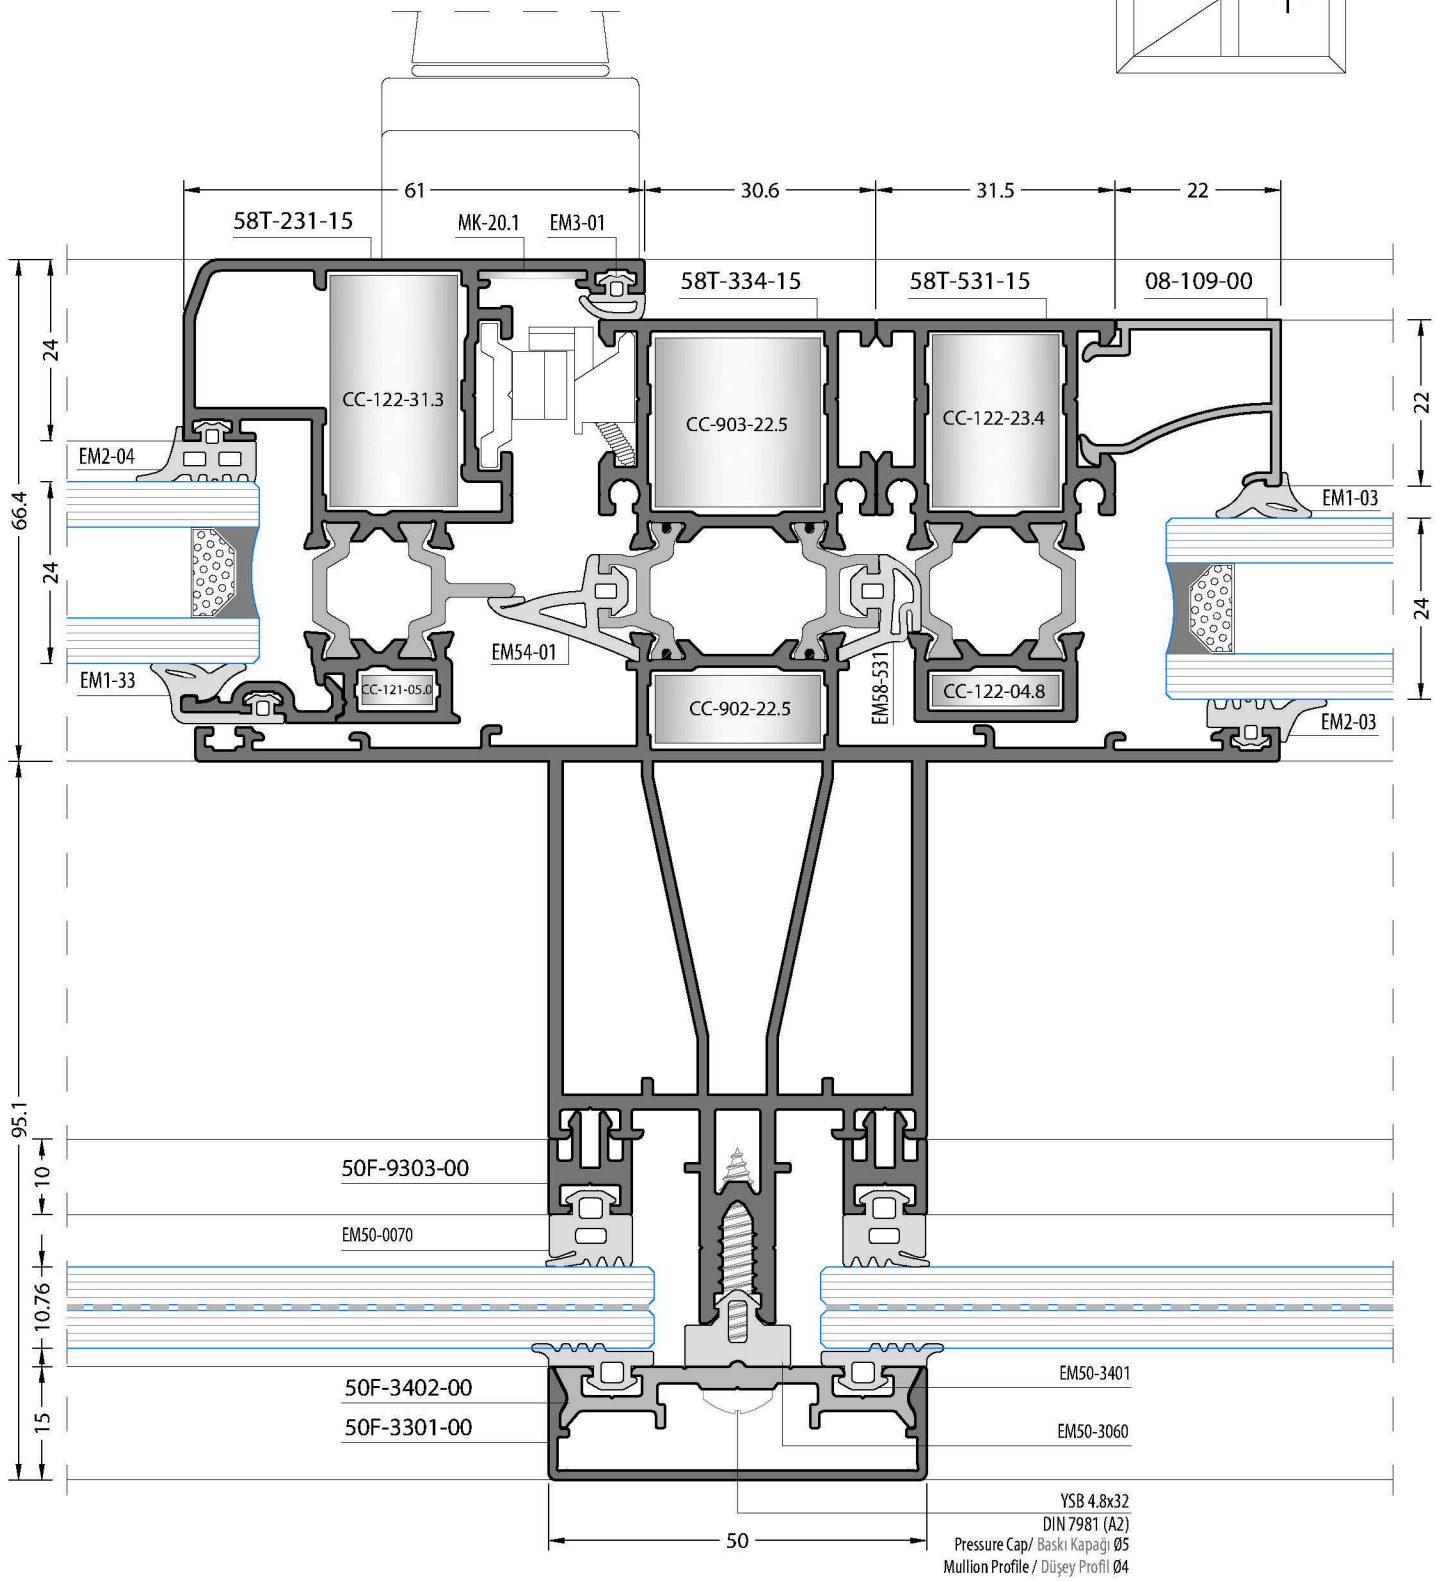 61
30.6
31.5
22
58T-231-15
MK-20.1
EM3-01
58T-334-15
58T-531-15
08-109-00
24
66.4
24
22
24
CC-122-31.3
CC-903-22.5
CC-122-23.4
EM2-04
EM1-03
EM54-01
EM58-531
EM1-33
CC-121-05.0
CC-902-22.5
CC-122-04.8
EM2-03
95.1
10
50F-9303-00
EM50-0070
10.76
50F-3402-00
EM50-3401
50F-3301-00
EM50-3060
15
50
YSB 4.8x32
DIN 7981 (A2)
Pressure Cap/ Baskı Kapağı Ø5
Mullion Profile / Düşey Profil Ø4